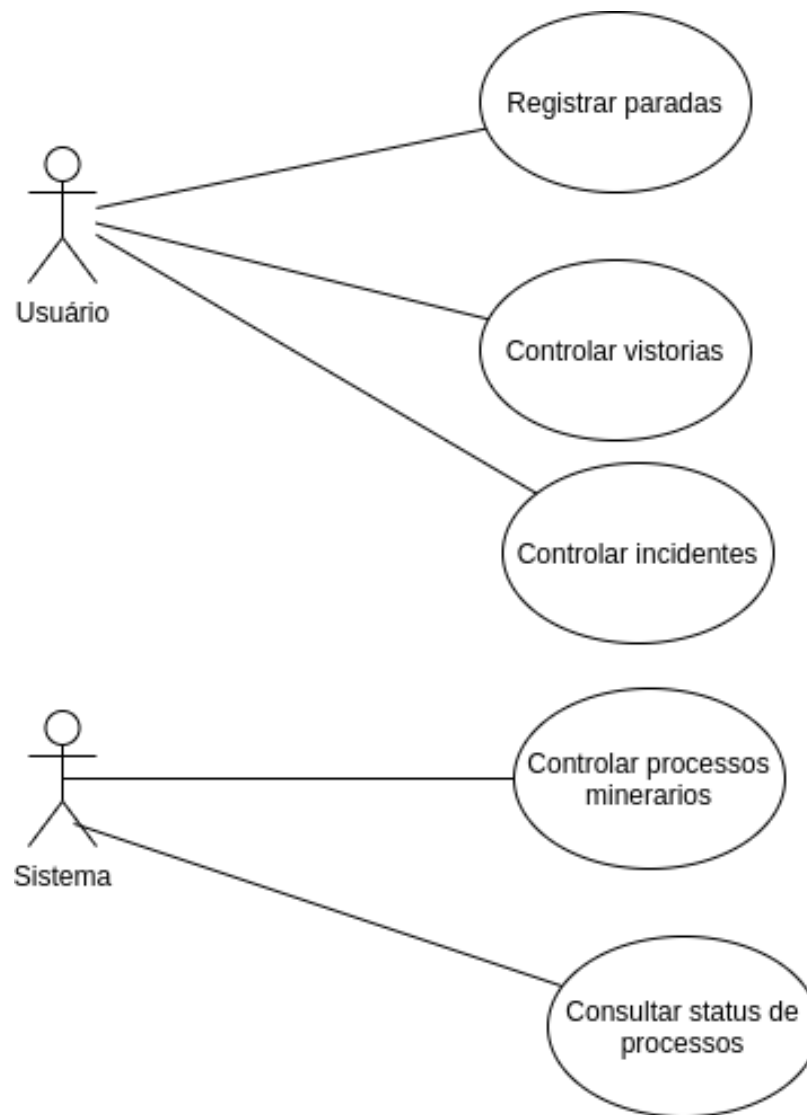 Registrar paradas
Usuário
Controlar vistorias
Controlar incidentes
Controlar processos
minerarios
Sistema
Consultar status de
processos